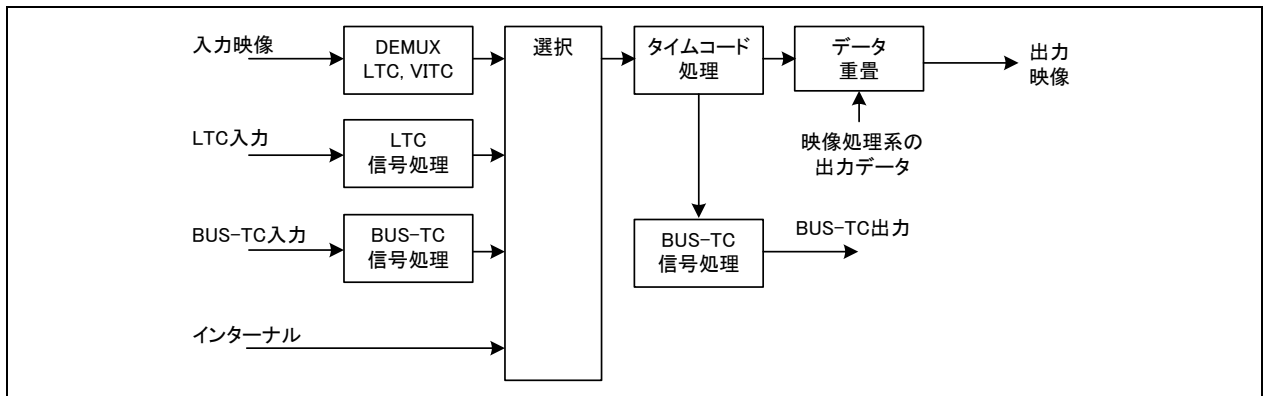 入力映像
DEMUX
LTC, VITC
選択
タイムコード
処理
データ
重畳
出力
映像
LTC入力
LTC
信号処理
映像処理系の
出力データ
BUS-TC入力
BUS-TC
信号処理
BUS-TC
信号処理
BUS-TC出力
インターナル